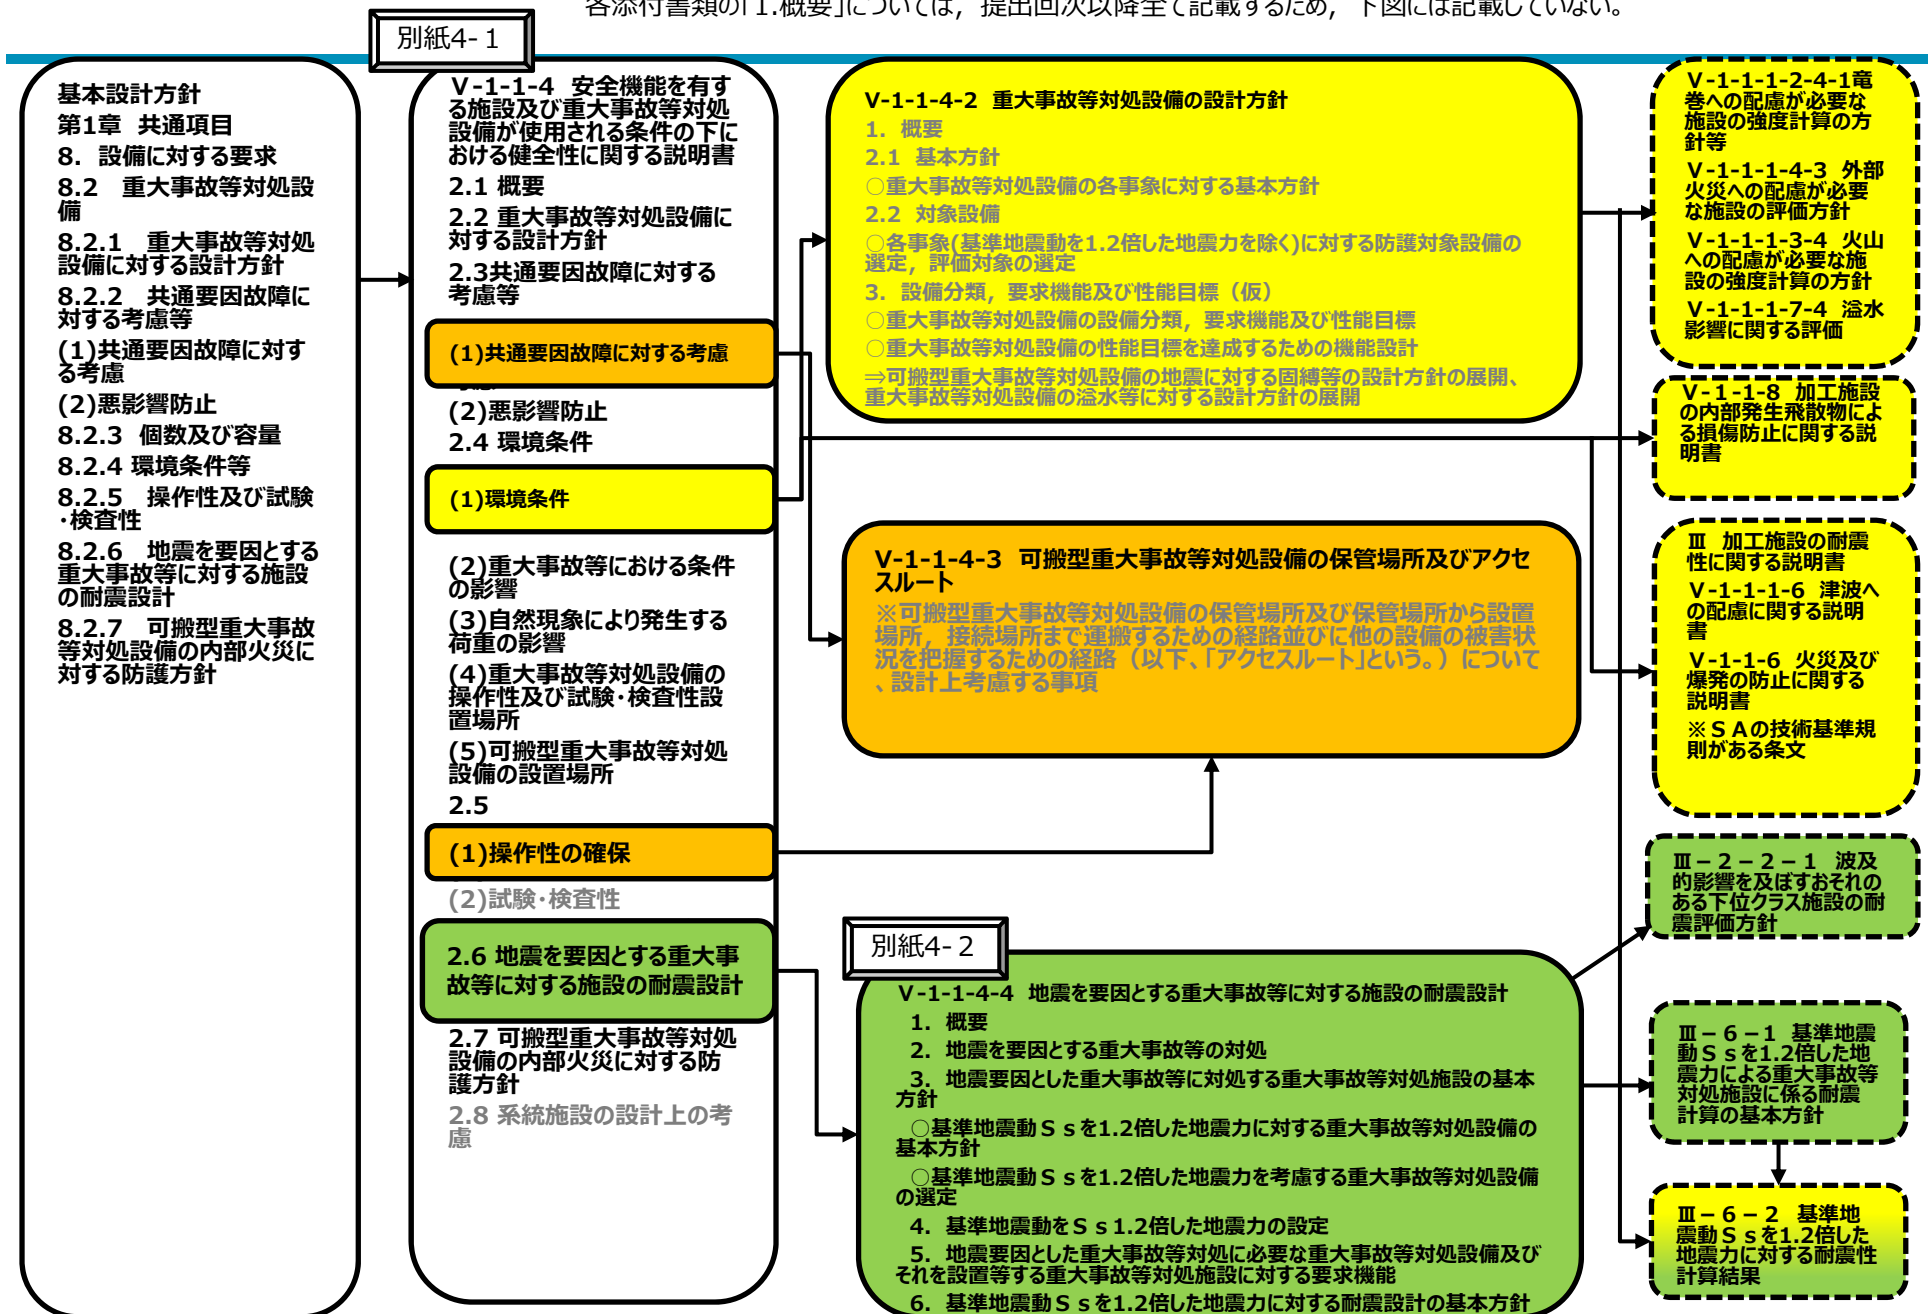 各添付書類の「1.概要」については，提出回次以降全て記載するため，下図には記載していない。
別紙4-１
基本設計方針
第1章 共通項目
8．設備に対する要求
8.2　重大事故等対処設
備
8.2.1　重大事故等対処
設備に対する設計方針
8.2.2　共通要因故障に
対する考慮等
(1)共通要因故障に対す
る考慮
(2)悪影響防止
8.2.3 個数及び容量
8.2.4 環境条件等
8.2.5　操作性及び試験
・検査性
8.2.6　地震を要因とする
重大事故等に対する施設
の耐震設計
8.2.7　可搬型重大事故
等対処設備の内部火災に
対する防護方針
Ｖ-1-1-4 安全機能を有す
る施設及び重大事故等対処
設備が使用される条件の下に
おける健全性に関する説明書
2.1 概要
2.2 重大事故等対処設備に
対する設計方針
2.3共通要因故障に対する
考慮等
(1)共通要因故障に対する考慮
(2)悪影響防止
2.4 環境条件
(1)環境条件
(2)重大事故等における条件
の影響
(3)自然現象により発生する
荷重の影響
(4)重大事故等対処設備の
操作性及び試験・検査性設
置場所
(5)可搬型重大事故等対処
設備の設置場所
2.5
(1)操作性の確保
(2)試験・検査性
2.6 地震を要因とする重大事
故等に対する施設の耐震設計
2.7 可搬型重大事故等対処
設備の内部火災に対する防
護方針
2.8 系統施設の設計上の考
慮
V-1-1-4-2 重大事故等対処設備の設計方針
1．概要
2.1 基本方針
○重大事故等対処設備の各事象に対する基本方針
2.2 対象設備
○各事象(基準地震動を1.2倍した地震力を除く)に対する防護対象設備の
選定，評価対象の選定
3．設備分類，要求機能及び性能目標（仮）
○重大事故等対処設備の設備分類，要求機能及び性能目標
○重大事故等対処設備の性能目標を達成するための機能設計
⇒可搬型重大事故等対処設備の地震に対する固縛等の設計方針の展開、
重大事故等対処設備の溢水等に対する設計方針の展開
V-1-1-4-3 可搬型重大事故等対処設備の保管場所及びアクセ
スルート
※可搬型重大事故等対処設備の保管場所及び保管場所から設置
場所，接続場所まで運搬するための経路並びに他の設備の被害状
況を把握するための経路（以下、「アクセスルート」という。）について
、設計上考慮する事項
別紙4-２
Ｖ-1-1-4-4 地震を要因とする重大事故等に対する施設の耐震設計
1．概要
2．地震を要因とする重大事故等の対処
3．地震要因とした重大事故等に対処する重大事故等対処施設の基本
方針
○基準地震動Ｓｓを1.2倍した地震力に対する重大事故等対処設備の
基本方針
○基準地震動Ｓｓを1.2倍した地震力を考慮する重大事故等対処設備
の選定
4．基準地震動をＳｓ1.2倍した地震力の設定
5．地震要因とした重大事故等対処に必要な重大事故等対処設備及び
それを設置等する重大事故等対処施設に対する要求機能
6．基準地震動Ｓｓを1.2倍した地震力に対する耐震設計の基本方針
Ｖ-1-1-1-2-4-1竜
巻への配慮が必要な
施設の強度計算の方
針等
Ｖ-1-1-1-4-3 外部
火災への配慮が必要
な施設の評価方針
Ｖ-1-1-1-3-4 火山
への配慮が必要な施
設の強度計算の方針
Ｖ-1-1-1-7-4 溢水
影響に関する評価
Ｖ-1-1-8 加工施設
の内部発生飛散物によ
る損傷防止に関する説
明書
Ⅲ 加工施設の耐震
性に関する説明書
Ｖ-1-1-1-6 津波へ
の配慮に関する説明
書
Ｖ-1-1-6 火災及び
爆発の防止に関する
説明書
※ＳＡの技術基準規
則がある条文
Ⅲ－２－２－１ 波及
的影響を及ぼすおそれの
ある下位クラス施設の耐
震評価方針
Ⅲ－６－１ 基準地震
動Ｓｓを1.2倍した地
震力による重大事故等
対処施設に係る耐震
計算の基本方針
Ⅲ－６－２ 基準地
震動Ｓｓを1.2倍した
地震力に対する耐震性
計算結果